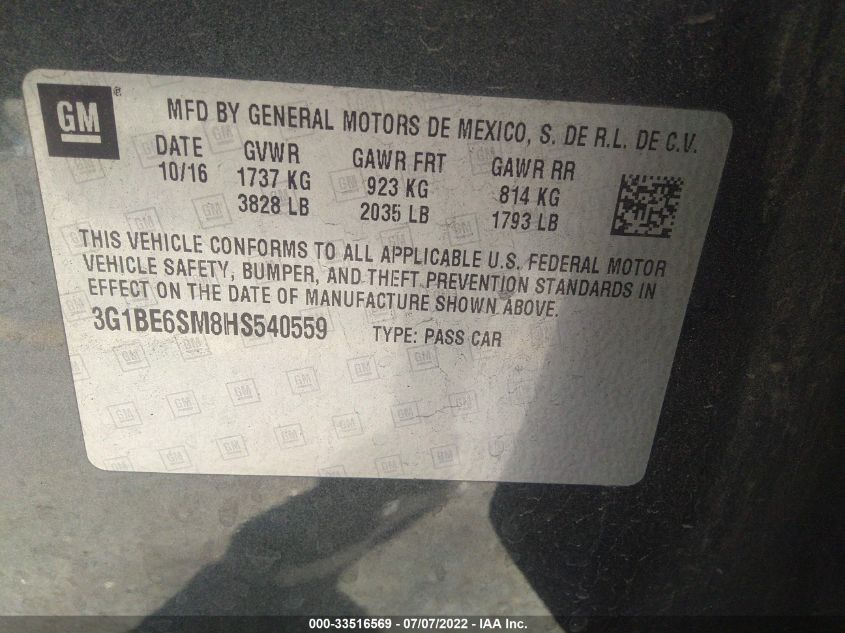 GM®
MFD BY GENERAL MOTORS DE MEXICO, S. DE R.L. DE C.V.
DATE GVWR GAWR FRT GAWR RR
10/16 1737 KG 923 KG 814 KG
3828 LB 2035 LB 1793 LB
THIS VEHICLE CONFORMS TO ALL APPLICABLE U.S. FEDERAL MOTOR
VEHICLE SAFETY, BUMPER, AND THEFT PREVENTION STANDARDS IN
EFFECT ON THE DATE OF MANUFACTURE SHOWN ABOVE.
3G1BE6SM8HS540559 TYPE: PASS CAR
000-33516569 / 07/07/2022 - IAA Inc.